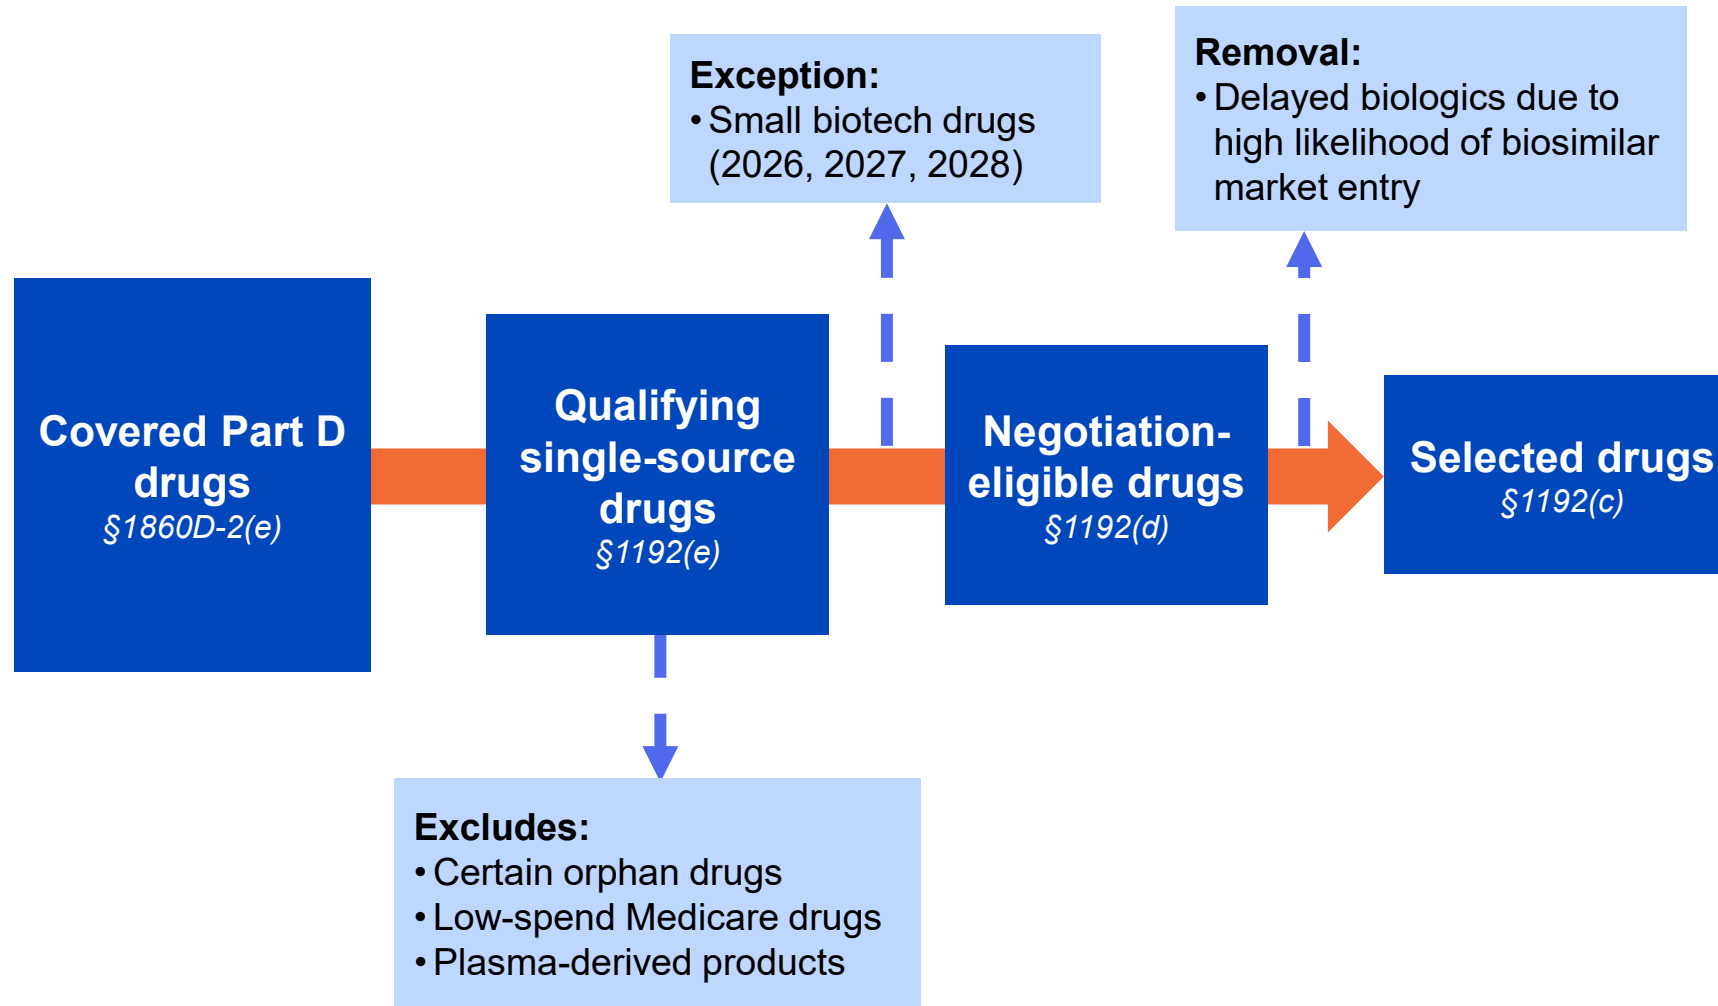 Exception:
• Small biotech drugs
(2026, 2027, 2028)
Removal:
• Delayed biologics due to
high likelihood of biosimilar
market entry
Covered Part D
drugs
§1860D-2(e)
Qualifying
single-source
drugs
§1192(e)
Negotiation-
eligible drugs
§1192(d)
Selected drugs
§1192(c)
Excludes:
• Certain orphan drugs
• Low-spend Medicare drugs
• Plasma-derived products